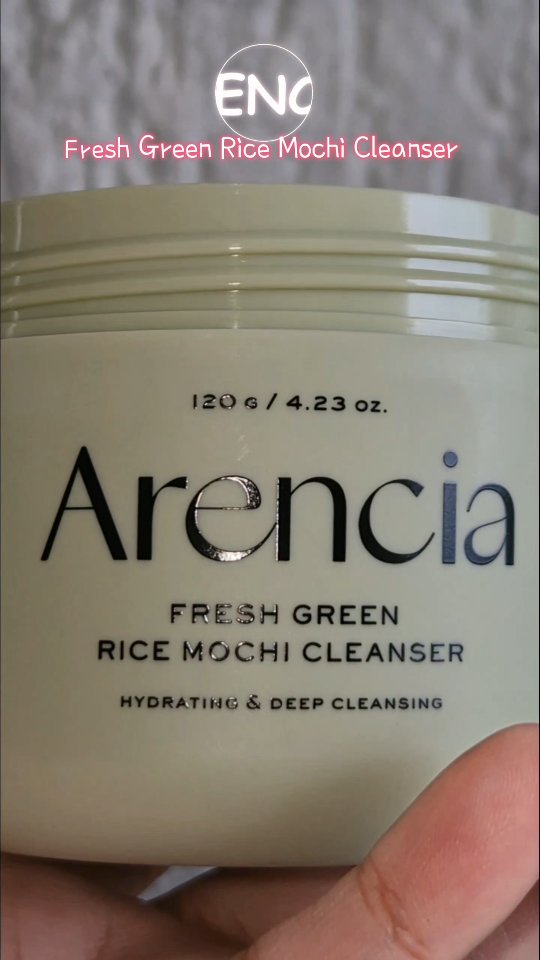 ENC
Fresh Green Rice Mochi Cleanser
120 G / 4.23 oz.
Arencia
FRESH GREEN
RICE MOCHI CLEANSER
HYDRATING & DEEP CLEANSING